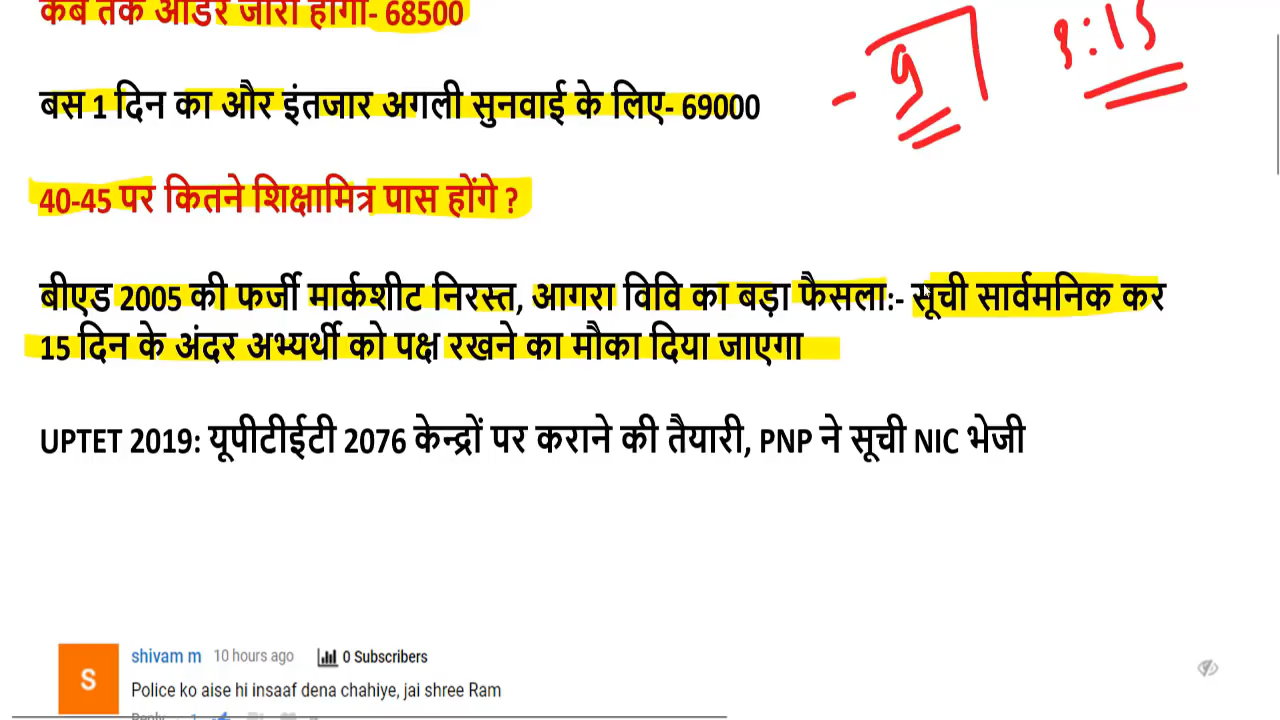 कब तक आर्डर जारी होगा- 68500
- 9 9:15
बस 1 दिन का और इंतजार अगली सुनवाई के लिए- 69000
40-45 पर कितने शिक्षामित्र पास होंगे ?
बीएड 2005 की फर्जी मार्कशीट निरस्त, आगरा विवि का बड़ा फैसला:- सूची सार्वमनिक कर
15 दिन के अंदर अभ्यर्थी को पक्ष रखने का मौका दिया जाएगा
UPTET 2019: यूपीटीईटी 2076 केन्द्रों पर कराने की तैयारी, PNP ने सूची NIC भेजी
S
shivam m 10 hours ago 0 Subscribers
Police ko aise hi insaaf dena chahiye, jai shree Ram
Reply 1